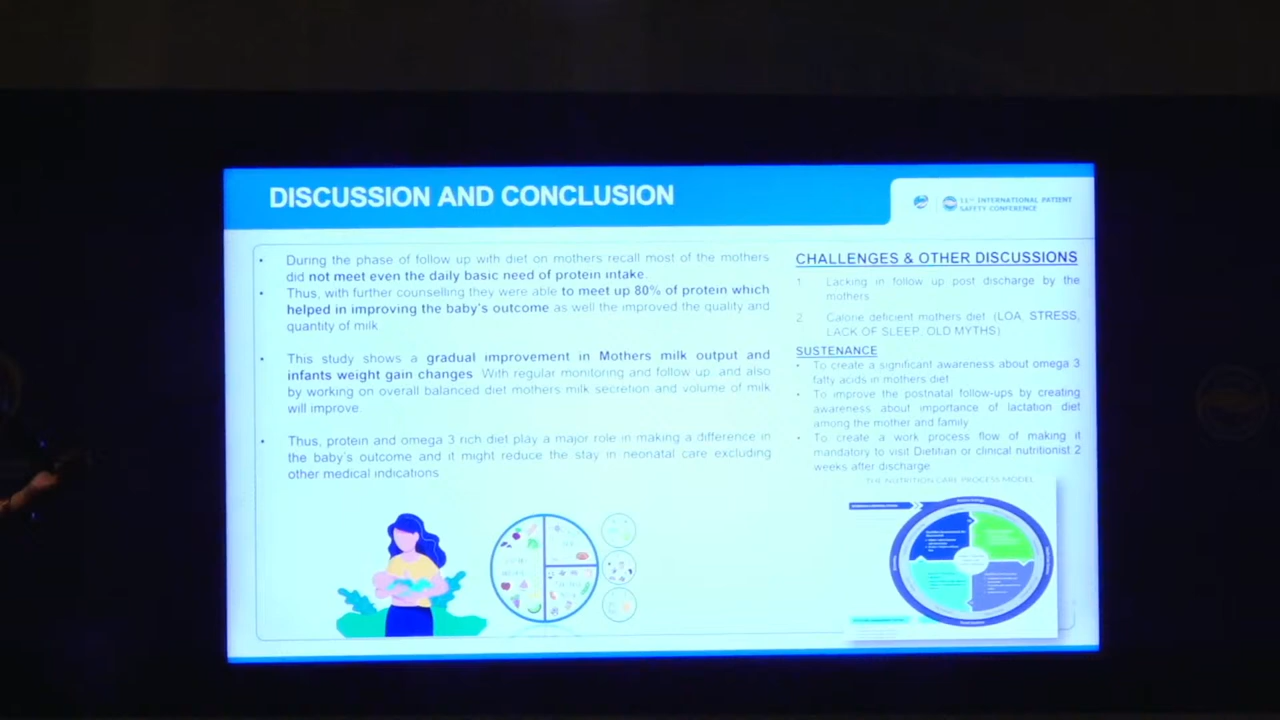 DISCUSSION AND CONCLUSION
11TH INTERNATIONAL PATIENT
SAFETY CONFERENCE
• During the phase of follow up with diet on mothers recall most of the mothers
did not meet even the daily basic need of protein intake.
• Thus, with further counselling they were able to meet up 80% of protein which
helped in improving the baby's outcome as well the improved the quality and
quantity of milk
• This study shows a gradual improvement in Mothers milk output and
infants weight gain changes. With regular monitoring and follow up, and also
by working on overall balanced diet mothers milk secretion and volume of milk
will improve.
• Thus, protein and omega 3 rich diet play a major role in making a difference in
the baby's outcome and it might reduce the stay in neonatal care excluding
other medical indications
CHALLENGES & OTHER DISCUSSIONS
1. Lacking in follow up post discharge by the
mothers
2. Calorie deficient mothers diet. (LOA, STRESS,
LACK OF SLEEP, OLD MYTHS)
SUSTENANCE
• To create a significant awareness about omega 3
fatty acids in mothers diet
• To improve the postnatal follow-ups by creating
awareness about importance of lactation diet
among the mother and family
• To create a work process flow of making it
mandatory to visit Dietitian or clinical nutritionist 2
weeks after discharge
THE NUTRITION CARE PROCESS MODEL